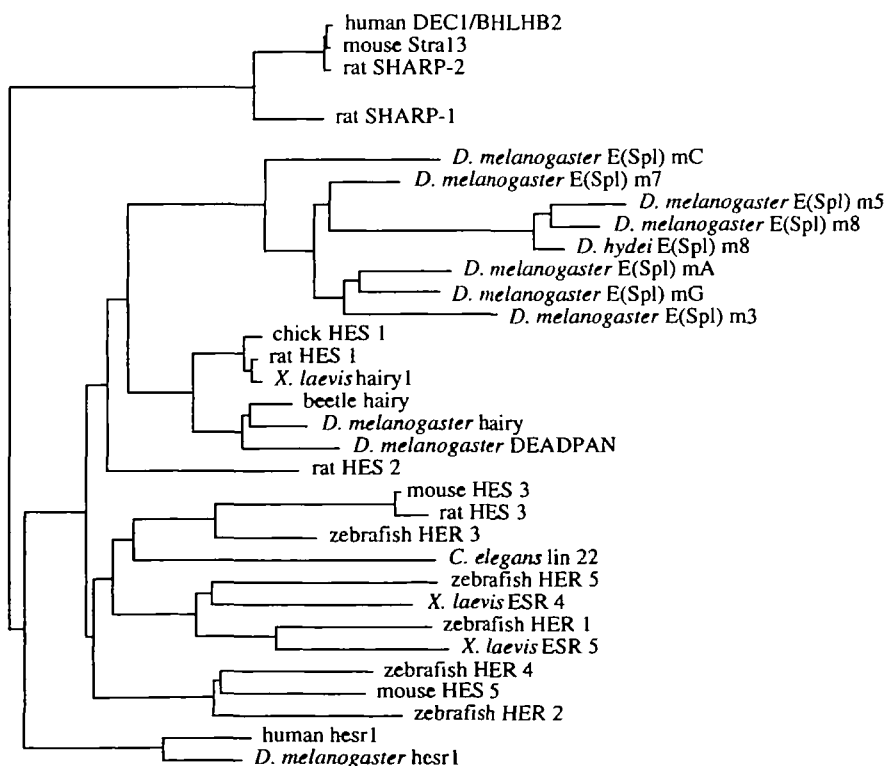 human DEC1/BHLHB2
mouse Stra13
rat SHARP-2
rat SHARP-1
D. melanogaster E(Spl) mC
D. melanogaster E(Spl) m7
D. melanogaster E(Spl) m5
D. melanogaster E(Spl) m8
D. hydei E(Spl) m8
D. melanogaster E(Spl) mA
D. melanogaster E(Spl) mG
D. melanogaster E(Spl) m3
chick HES 1
rat HES 1
X. laevis hairy1
beetle hairy
D. melanogaster hairy
D. melanogaster DEADPAN
rat HES 2
mouse HES 3
rat HES 3
zebrafish HER 3
C. elegans lin 22
zebrafish HER 5
X. laevis ESR 4
zebrafish HER 1
X. laevis ESR 5
zebrafish HER 4
mouse HES 5
zebrafish HER 2
human hesr1
D. melanogaster hesr1